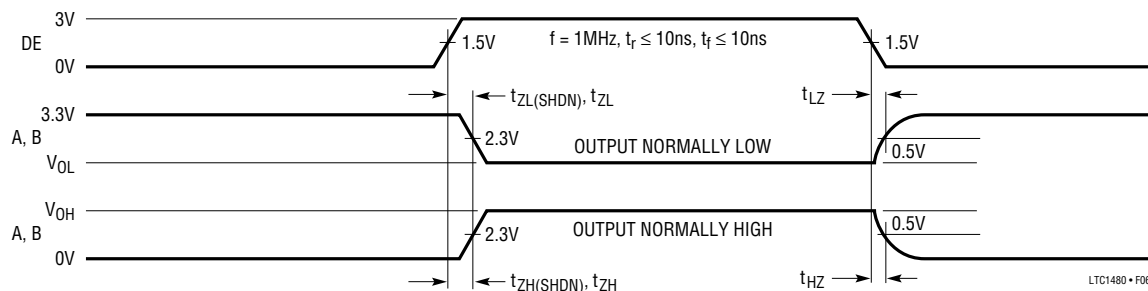 3V
DE
0V
1.5V
f = 1MHz, tr ≤ 10ns, tf ≤ 10ns
1.5V
tZL(SHDN), tZL
tLZ
3.3V
A, B
VOL
2.3V
OUTPUT NORMALLY LOW
0.5V
VOH
A, B
0V
2.3V
OUTPUT NORMALLY HIGH
0.5V
tZH(SHDN), tZH
tHZ
LTC1480 • F06